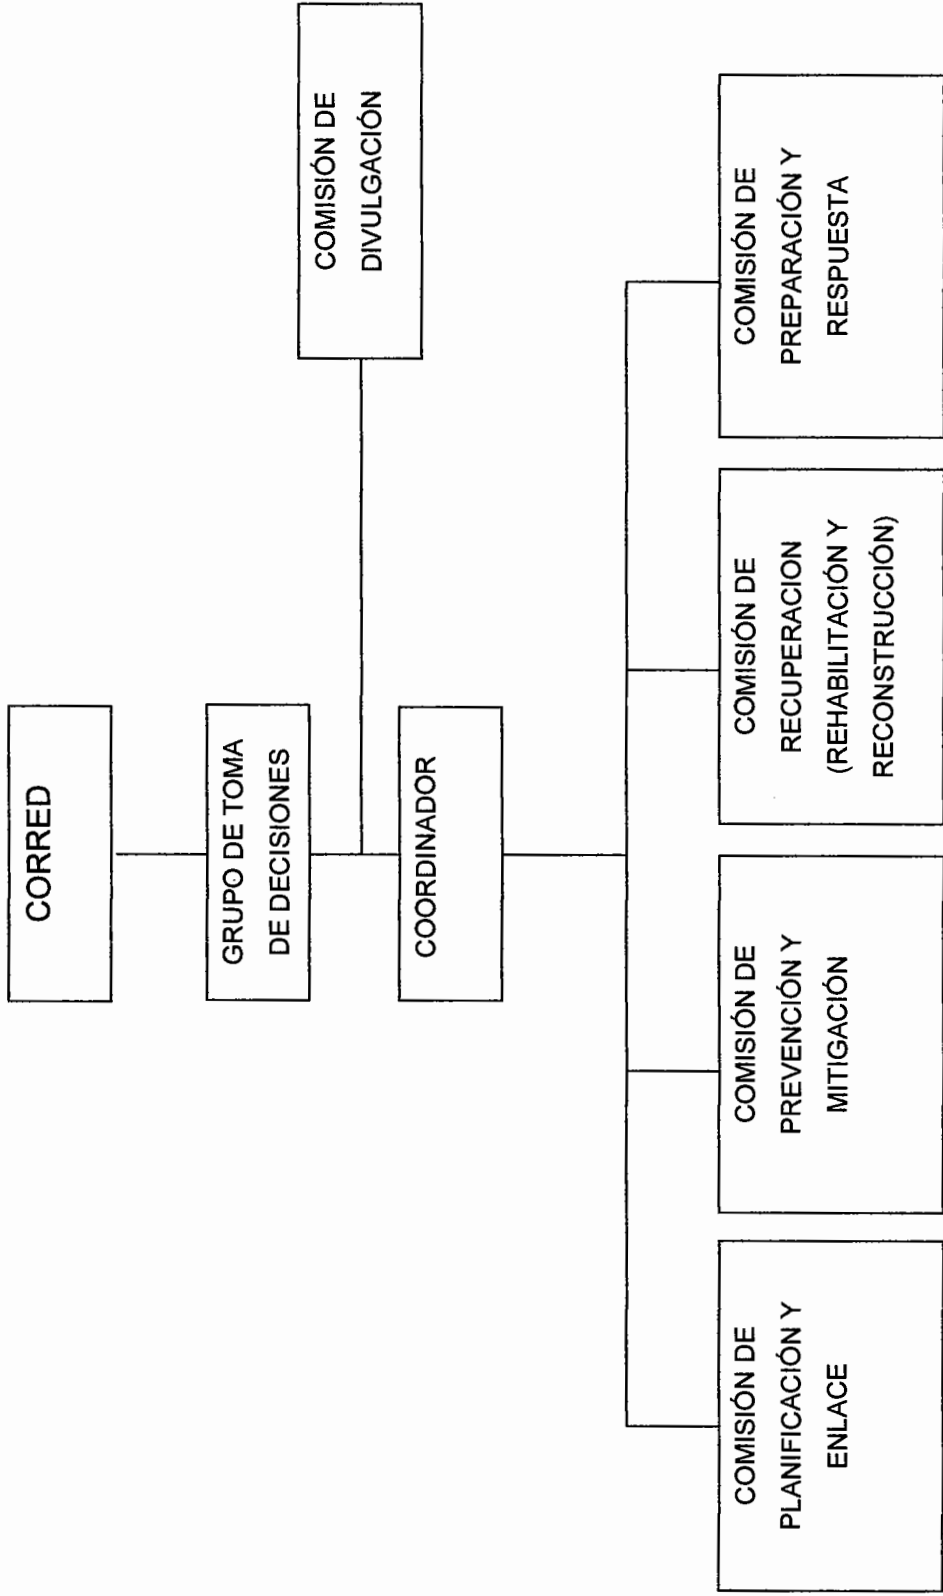 CORRED
GRUPO DE TOMA
DE DECISIONES
COMISIÓN DE
DIVULGACIÓN
COORDINADOR
COMISIÓN DE
PLANIFICACIÓN Y
ENLACE
COMISIÓN DE
PREVENCIÓN Y
MITIGACIÓN
COMISIÓN DE
RECUPERACION
(REHABILITACIÓN Y
RECONSTRUCCIÓN)
COMISIÓN DE
PREPARACIÓN Y
RESPUESTA